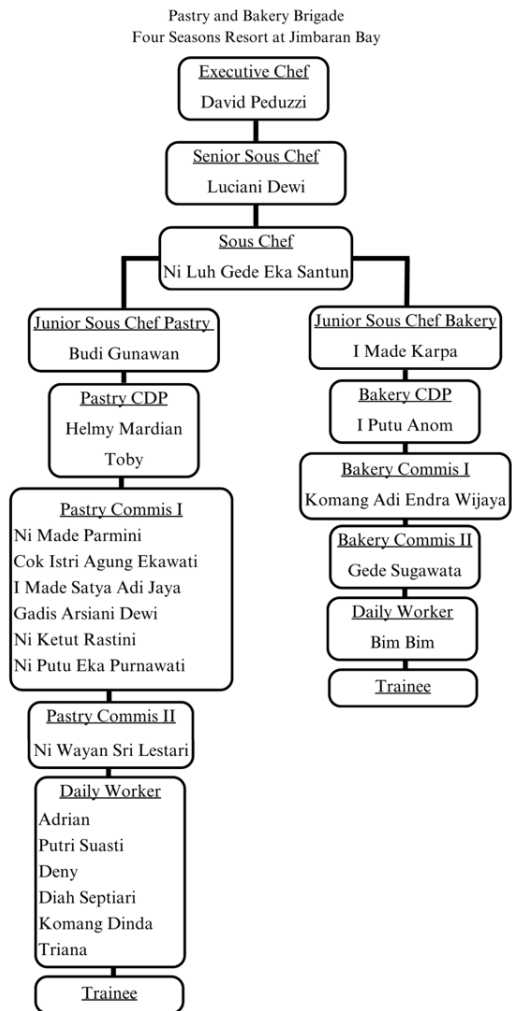 Pastry and Bakery Brigade
Four Seasons Resort at Jimbaran Bay
Executive Chef
David Peduzzi
Senior Sous Chef
Luciani Dewi
Sous Chef
Ni Luh Gede Eka Santun
Junior Sous Chef Pastry
Budi Gunawan
Pastry CDP
Helmy Mardian
Toby
Pastry Commis I
Ni Made Parmini
Cok Istri Agung Ekawati
I Made Satya Adi Jaya
Gadis Arsiani Dewi
Ni Ketut Rastini
Ni Putu Eka Purnawati
Pastry Commis II
Ni Wayan Sri Lestari
Daily Worker
Adrian
Putri Suasti
Deny
Diah Septiari
Komang Dinda
Triana
Trainee
Junior Sous Chef Bakery
I Made Karpa
Bakery CDP
I Putu Anom
Bakery Commis I
Komang Adi Endra Wijaya
Bakery Commis II
Gede Sugawata
Daily Worker
Bim Bim
Trainee